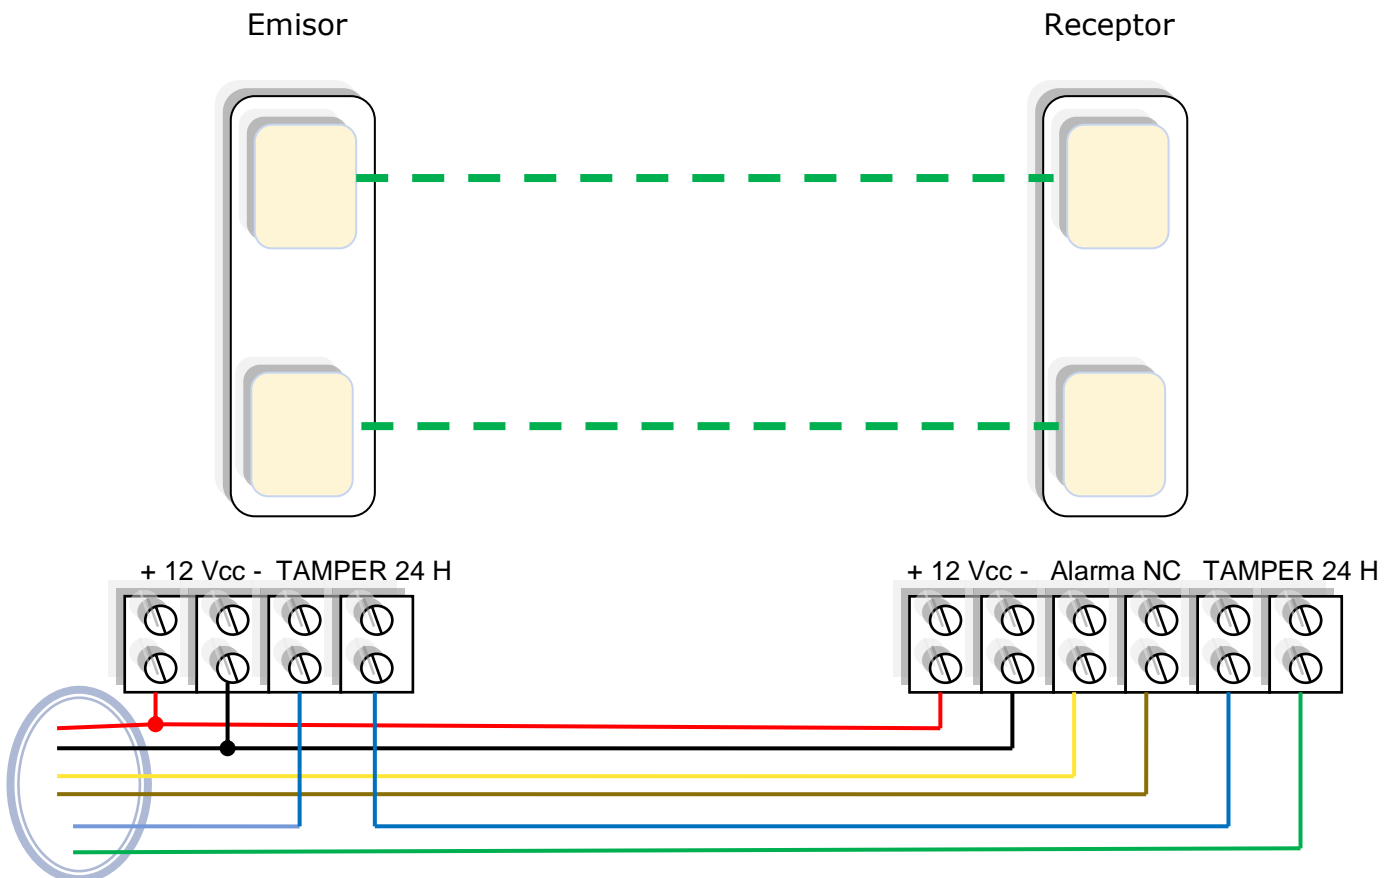 Emisor
Receptor
+ 12 Vcc - TAMPER 24 H
+ 12 Vcc - Alarma NC TAMPER 24 H